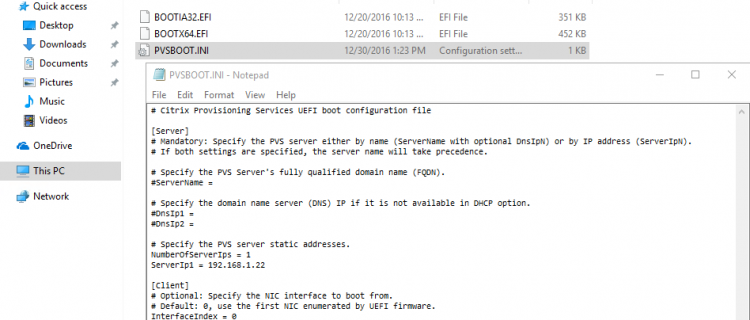 Quick access
Desktop
Downloads
Documents
Pictures
Music
Videos
OneDrive
This PC
Network
BOOTIA32.EFI 12/20/2016 10:13 ... EFI File 351 KB
BOOTX64.EFI 12/20/2016 10:13 ... EFI File 452 KB
PVSBOOT.INI 12/30/2016 1:23 PM Configuration sett... 1 KB
PVSBOOT.INI - Notepad
File Edit Format View Help
# Citrix Provisioning Services UEFI boot configuration file
[Server]
# Mandatory: Specify the PVS server either by name (ServerName with optional DnsIpN) or by IP address (ServerIpN).
# If both settings are specified, the server name will take precedence.
# Specify the PVS Server's fully qualified domain name (FQDN).
#ServerName =
# Specify the domain name server (DNS) IP if it is not available in DHCP option.
#DnsIp1 =
#DnsIp2 =
# Specify the PVS server static addresses.
NumberOfServerIps = 1
ServerIp1 = 192.168.1.22
[Client]
# Optional: Specify the NIC interface to boot from.
# Default: 0, use the first NIC enumerated by UEFI firmware.
InterfaceIndex = 0